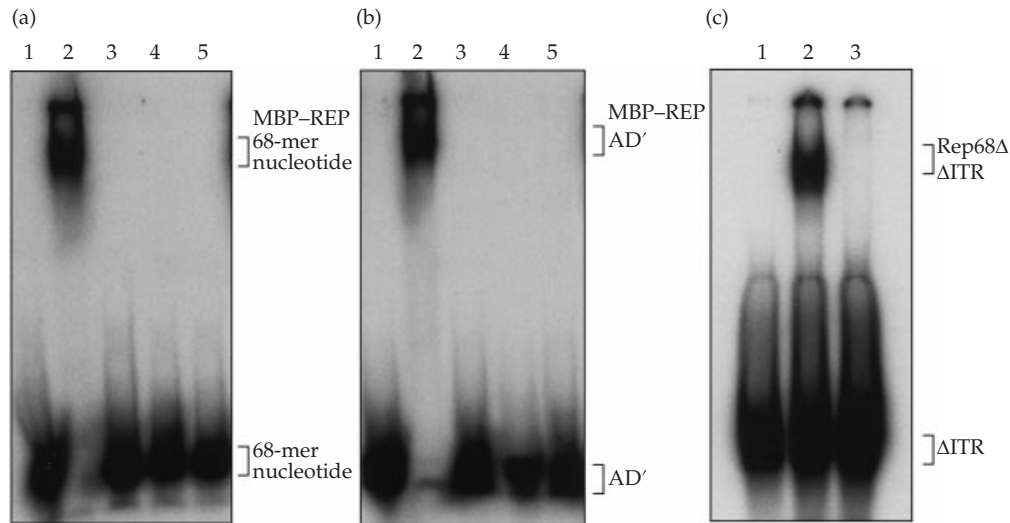 (a)
1 2 3 4 5
MBP–REP
68-mer
nucleotide
68-mer
nucleotide
(b)
1 2 3 4 5
MBP–REP
AD′
AD′
(c)
1 2 3
Rep68Δ
ΔITR
ΔITR